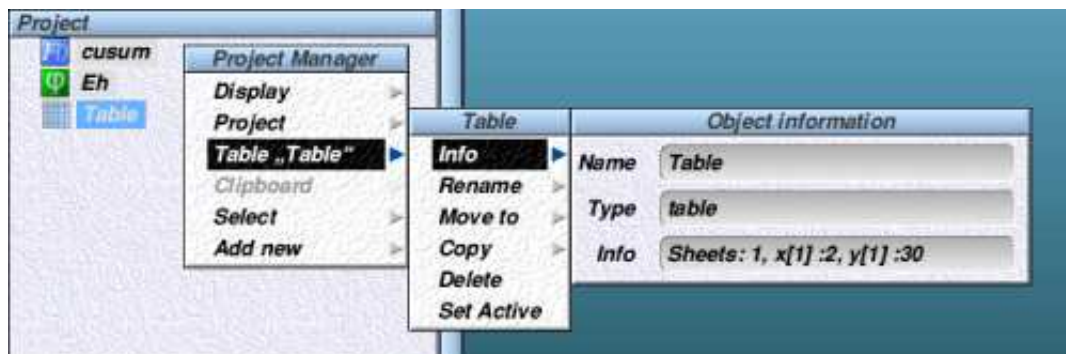 Project
cusum
Eh
Table
Project Manager
Display
Project
Table „Table“
Clipboard
Select
Add new
Table
Info
Rename
Move to
Copy
Delete
Set Active
Object information
Name Table
Type table
Info Sheets: 1, x[1] :2, y[1] :30